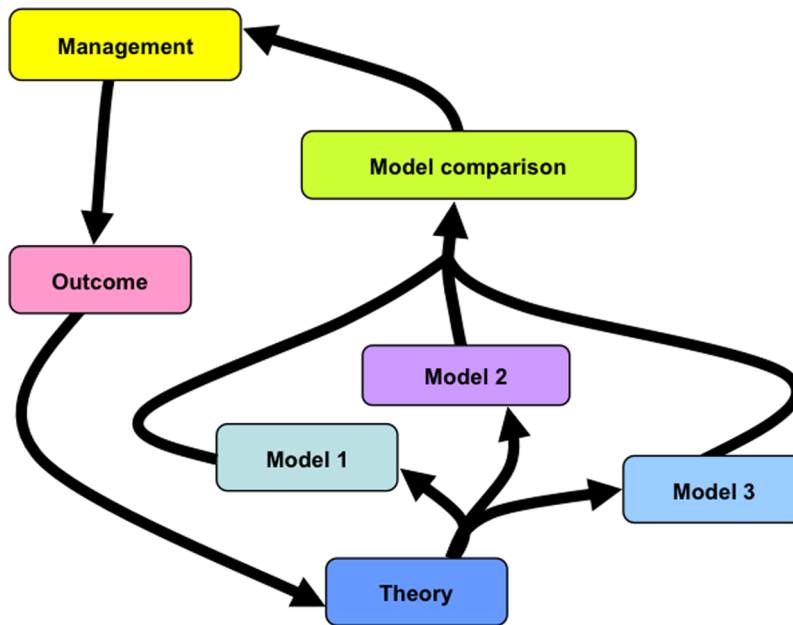 Management
Model comparison
Outcome
Model 2
Model 1
Model 3
Theory